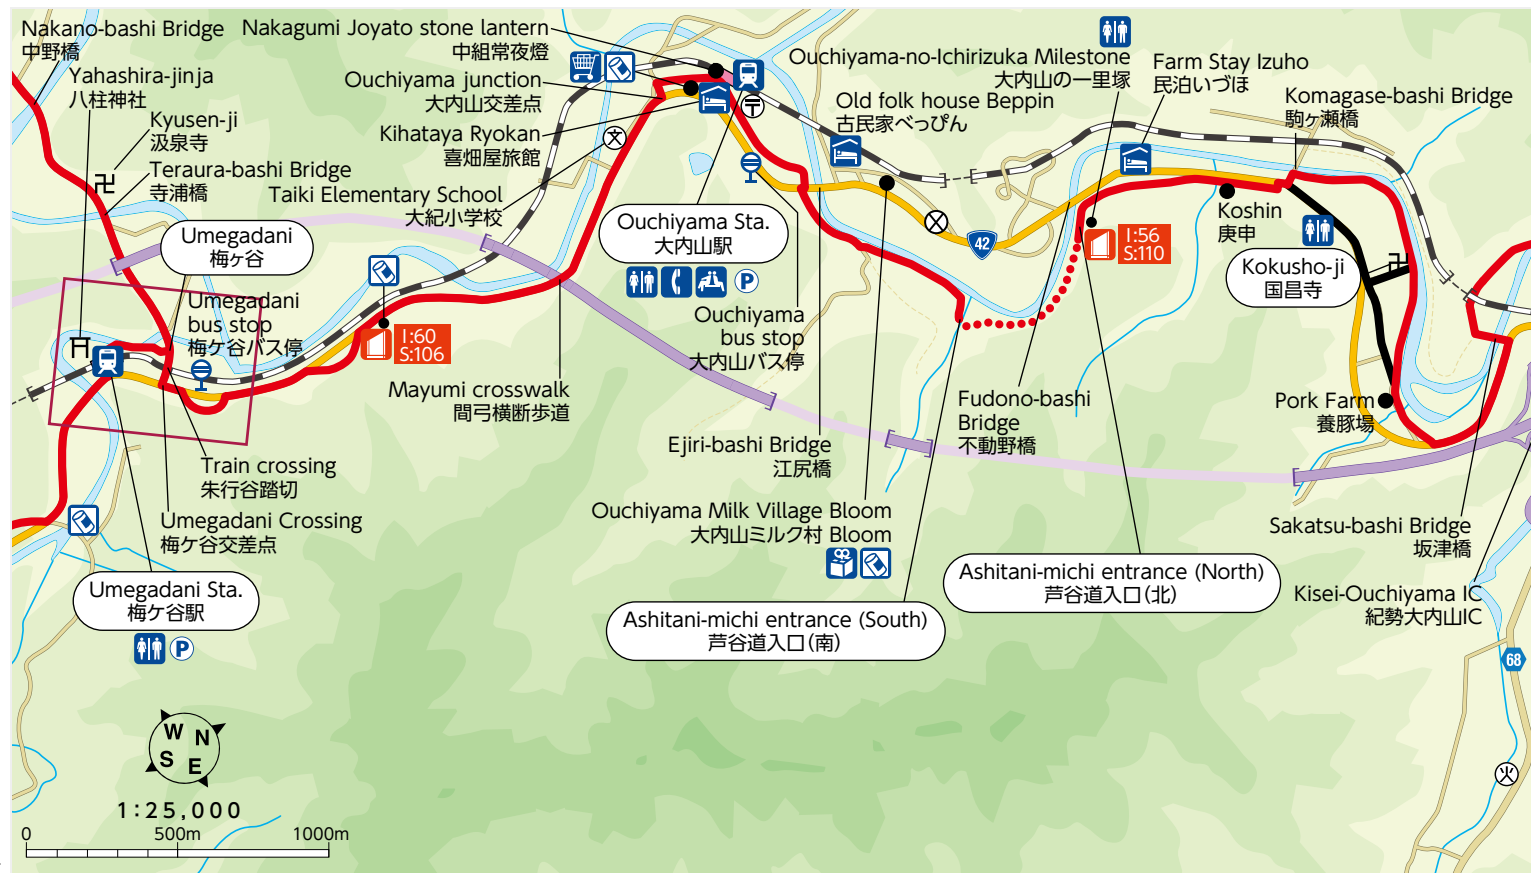 Nakano-bashi Bridge
中野橋
Yahashira-jinja
八柱神社
Kyusen-ji
汲泉寺
Teraura-bashi Bridge
寺浦橋
Umegadani
梅ヶ谷
Umegadani
bus stop
梅ケ谷バス停
Nakagumi Joyato stone lantern
中組常夜燈
Ouchiyama junction
大内山交差点
Kihataya Ryokan
喜畑屋旅館
Taiki Elementary School
大紀小学校
文
〒
Ouchiyama Sta.
大内山駅
P
Ouchiyama
bus stop
大内山バス停
Ouchiyama-no-Ichirizuka Milestone
大内山の一里塚
Old folk house Beppin
古民家べっぴん
Farm Stay Izuho
民泊いづほ
Komagase-bashi Bridge
駒ヶ瀬橋
Koshin
庚申
Kokusho-ji
国昌寺
42
I:56
S:110
I:60
S:106
Mayumi crosswalk
間弓横断歩道
Train crossing
朱行谷踏切
Umegadani Crossing
梅ケ谷交差点
Umegadani Sta.
梅ケ谷駅
P
Ejiri-bashi Bridge
江尻橋
Fudono-bashi
Bridge
不動野橋
Pork Farm
養豚場
Ouchiyama Milk Village Bloom
大内山ミルク村 Bloom
Ashitani-michi entrance (South)
芦谷道入口(南)
Ashitani-michi entrance (North)
芦谷道入口(北)
Sakatsu-bashi Bridge
坂津橋
Kisei-Ouchiyama IC
紀勢大内山IC
68
火
W N
S E
1:25,000
0 500m 1000m